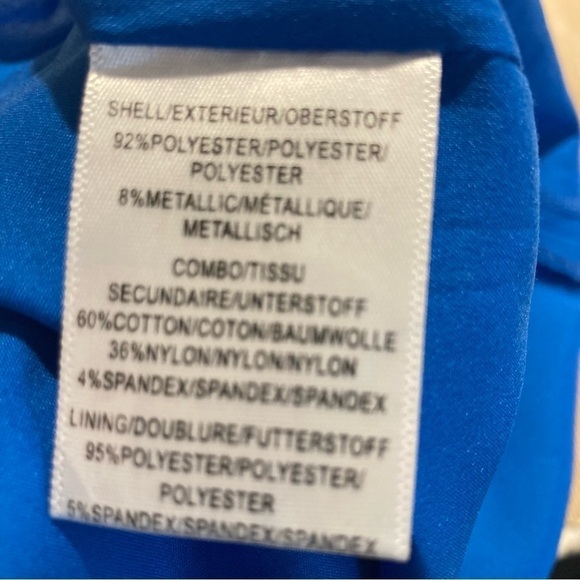 SHELL/EXTERIEUR/OBERSTOFF
92%POLYESTER/POLYESTER/
POLYESTER
8%METALLIC/MÉTALLIQUE/
METALLISCH
COMBO/TISSU
SECUNDAIRE/UNTERSTOFF
60%COTTON/COTON/BAUMWOLLE
36%NYLON/NYLON/NYLON
4%SPANDEX/SPANDEX/SPANDEX
LINING/DOUBLURE/FUTTERSTOFF
95%POLYESTER/POLYESTER/
POLYESTER
5%SPANDEX/SPANDEX/SPANDEX